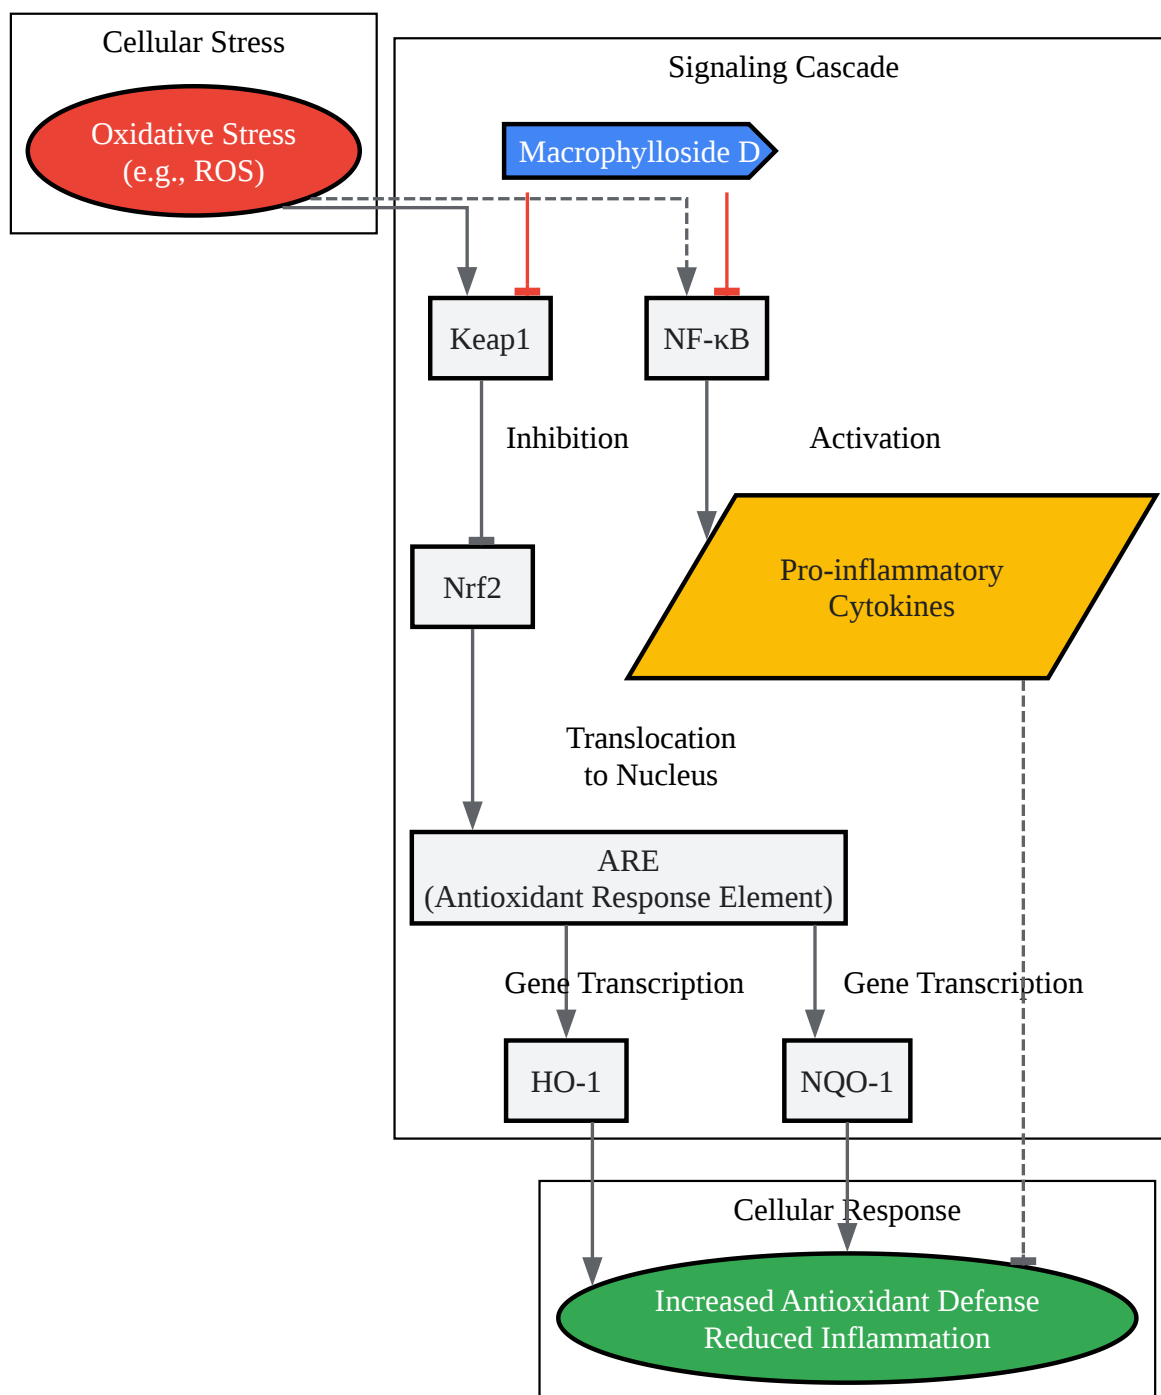 Cellular Stress
Oxidative Stress
(e.g., ROS)
Signaling Cascade
Macrophylloside D
Keap1
NF-κB
Inhibition
Activation
Nrf2
Pro-inflammatory
Cytokines
Translocation
to Nucleus
ARE
(Antioxidant Response Element)
Gene Transcription
Gene Transcription
HO-1
NQO-1
Cellular Response
Increased Antioxidant Defense
Reduced Inflammation